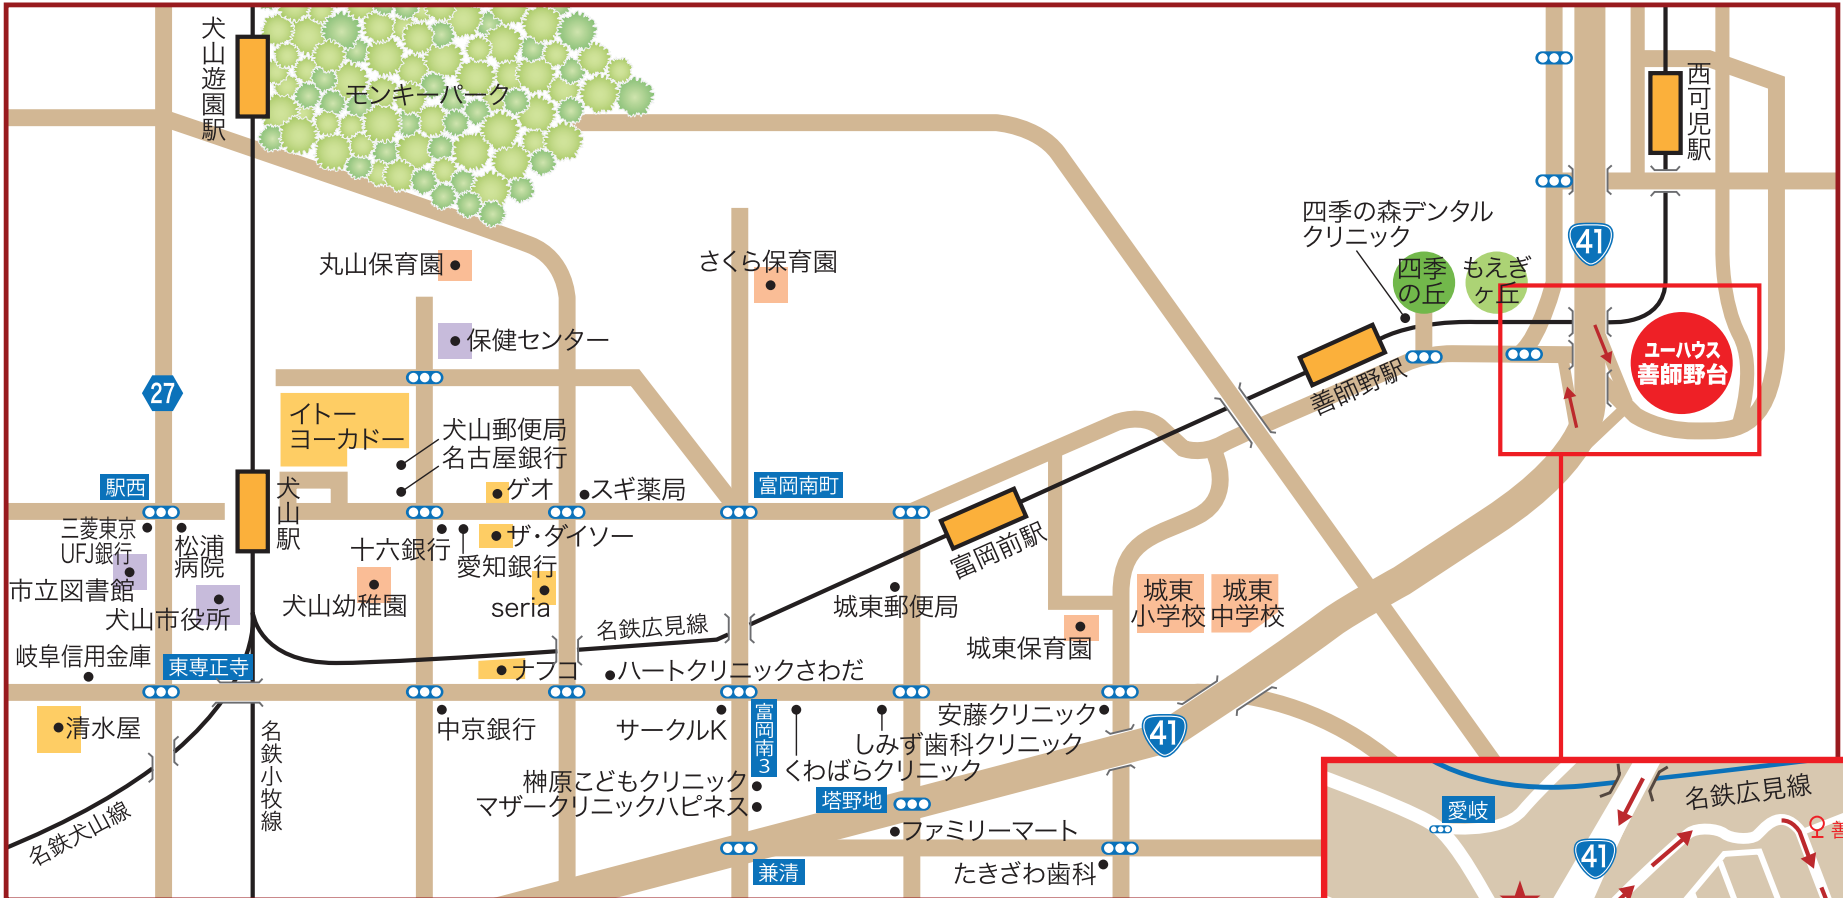 犬山遊園駅
モンキーパーク
西可児駅
四季の森デンタル
クリニック
41
四季
の丘
もえぎ
ヶ丘
丸山保育園
さくら保育園
保健センター
ユーハウス
善師野台
27
善師野駅
イトー
ヨーカドー
犬山郵便局
名古屋銀行
駅西
犬山駅
ゲオ
スギ薬局
富岡南町
三菱東京
UFJ銀行
松浦
病院
十六銀行
ザ・ダイソー
愛知銀行
富岡前駅
市立図書館
犬山市役所
犬山幼稚園
seria
城東郵便局
城東
小学校
城東
中学校
名鉄広見線
城東保育園
岐阜信用金庫
東専正寺
ナフコ
ハートクリニックさわだ
清水屋
名鉄小牧線
中京銀行
サークルK
富岡南3
安藤クリニック
しみず歯科クリニック
くわばらクリニック
41
榊原こどもクリニック
マザークリニックハピネス
塔野地
名鉄犬山線
ファミリーマート
兼清
たきざわ歯科
名鉄広見線
愛岐
41
善